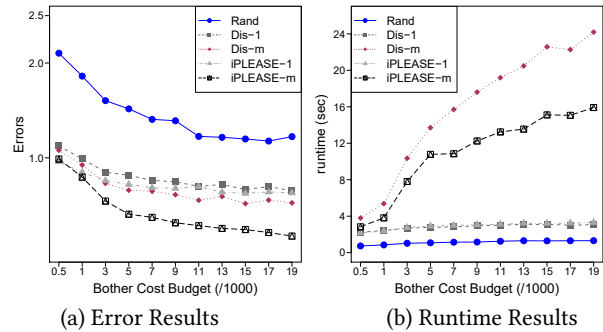 2.5
2.0
1.0
Errors
Rand
Dis−1
Dis−m
iPLEASE−1
iPLEASE−m
0.5 1 3 5 7 9 11 13 15 17 19
Bother Cost Budget (/1000)
(a) Error Results
24
20
16
12
8
4
0
runtime (sec)
Rand
Dis−1
Dis−m
iPLEASE−1
iPLEASE−m
0.5 1 3 5 7 9 11 13 15 17 19
Bother Cost Budget (/1000)
(b) Runtime Results